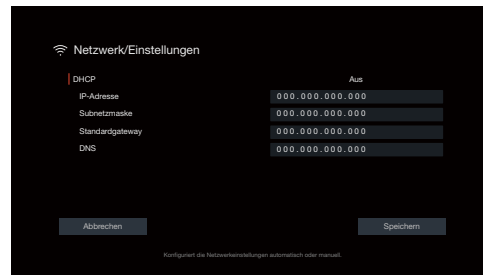 Netzwerk/Einstellungen
DHCP Aus
IP-Adresse 000.000.000.000
Subnetzmaske 000.000.000.000
Standardgateway 000.000.000.000
DNS 000.000.000.000
Abbrechen Speichern
Konfiguriert die Netzwerkeinstellungen automatisch oder manuell.